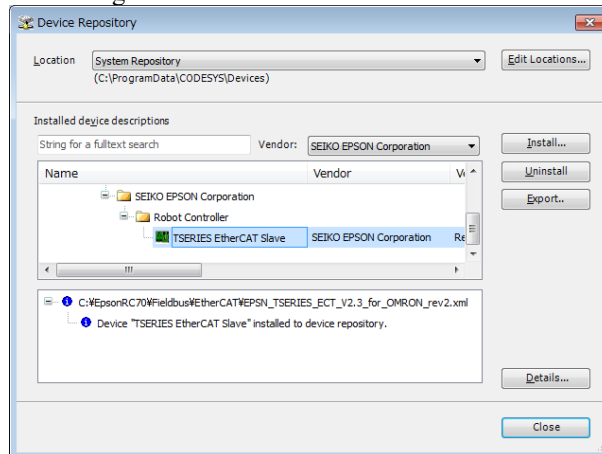 Device Repository
Location System Repository Edit Locations...
(C:\ProgramData\CODESYS\Devices)
Installed device descriptions
String for a fulltext search Vendor: SEIKO EPSON Corporation Install...
Name Vendor Uninstall
SEIKO EPSON Corporation Export..
Robot Controller
TSERIES EtherCAT Slave SEIKO EPSON Corporation Re
C:¥EpsonRC70¥Fieldbus¥EtherCAT¥EPSN_TSERIES_ECT_V2.3_for_OMRON_rev2.xml
Device "TSERIES EtherCAT Slave" installed to device repository.
Details...
Close